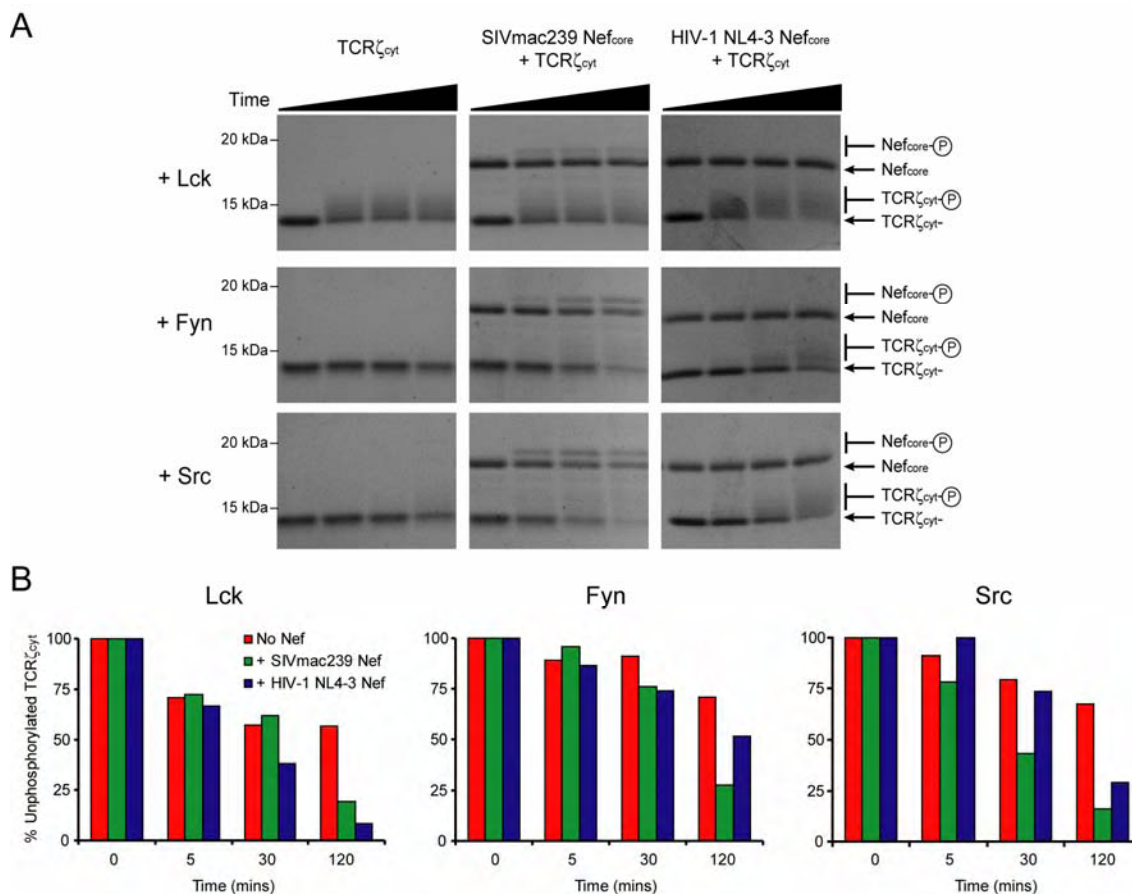 A
TCRζcyt
SIVmac239 Nefcore
+ TCRζcyt
HIV-1 NL4-3 Nefcore
+ TCRζcyt
Time
+ Lck
20 kDa
15 kDa
Nefcore-P
Nefcore
TCRζcyt-P
TCRζcyt-
+ Fyn
20 kDa
15 kDa
Nefcore-P
Nefcore
TCRζcyt-P
TCRζcyt-
+ Src
20 kDa
15 kDa
Nefcore-P
Nefcore
TCRζcyt-P
TCRζcyt-
B
Lck
% Unphosphorylated TCRζcyt
100
75
50
25
0
No Nef
+ SIVmac239 Nef
+ HIV-1 NL4-3 Nef
0 5 30 120
Time (mins)
Fyn
100
75
50
25
0
0 5 30 120
Time (mins)
Src
100
75
50
25
0
0 5 30 120
Time (mins)